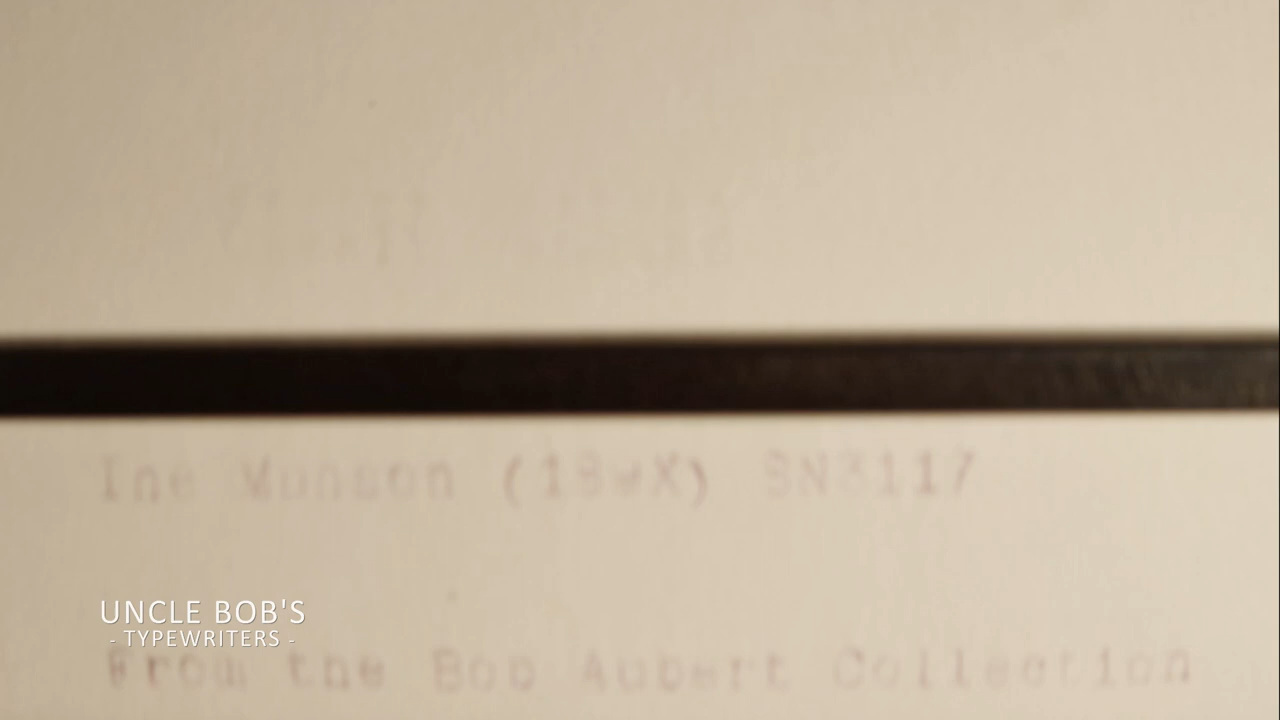 The Munson (189X) SN3117
UNCLE BOB'S
- TYPEWRITERS -
From the Bob Aubert Collection